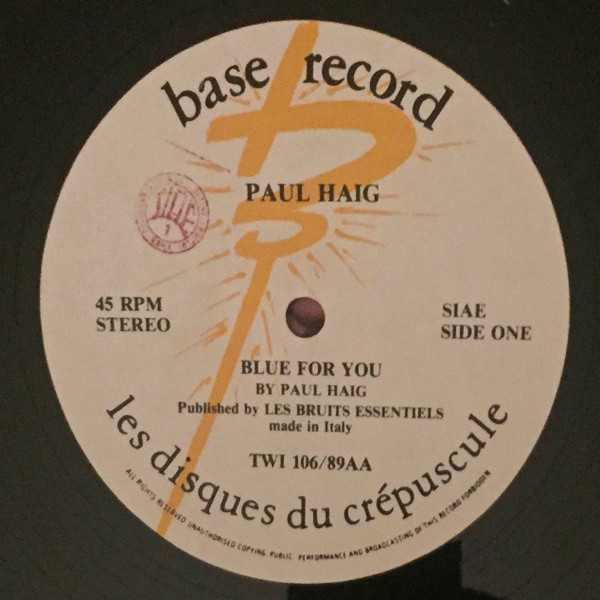 base record
PAUL HAIG
45 RPM
STEREO
SIAE
SIDE ONE
BLUE FOR YOU
BY PAUL HAIG
Published by LES BRUITS ESSENTIELS
made in Italy
TWI 106/89AA
les disques du crépuscule
ALL RIGHTS RESERVED UNAUTHORISED COPYING PUBLIC PERFORMANCE AND BROADCASTING OF THIS RECORD FORBIDDEN